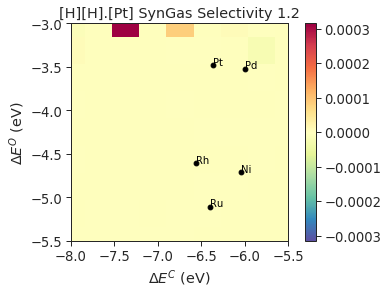 [H][H].[Pt] SynGas Selectivity 1.2
ΔE^O (eV)
−3.0
−3.5
−4.0
−4.5
−5.0
−5.5
Pt
Pd
Rh
Ni
Ru
−8.0 −7.5 −7.0 −6.5 −6.0 −5.5
ΔE^C (eV)
0.0003
0.0002
0.0001
0.0000
−0.0001
−0.0002
−0.0003